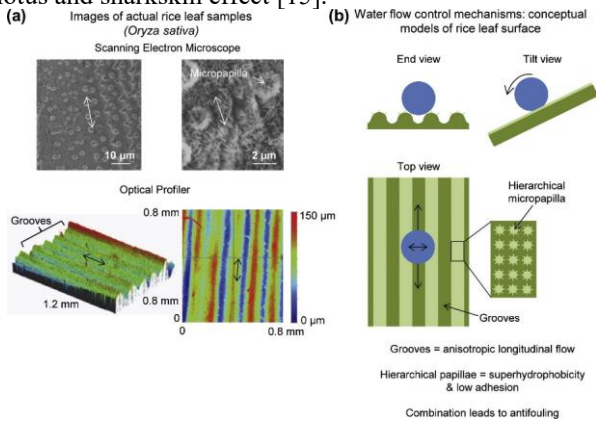 lotus and sharkskin effect [15].
(a)
Images of actual rice leaf samples
(Oryza sativa)
Scanning Electron Microscope
Micropapilla
10 µm
2 µm
Optical Profiler
Grooves
0.8 mm
150 µm
0.8 mm
1.2 mm
0
0
0.8 mm
0 µm
(b)
Water flow control mechanisms: conceptual
models of rice leaf surface
End view
Tilt view
Top view
Hierarchical
micropapilla
Grooves
Grooves = anisotropic longitudinal flow
Hierarchical papillae = superhydrophobicity
& low adhesion
Combination leads to antifouling